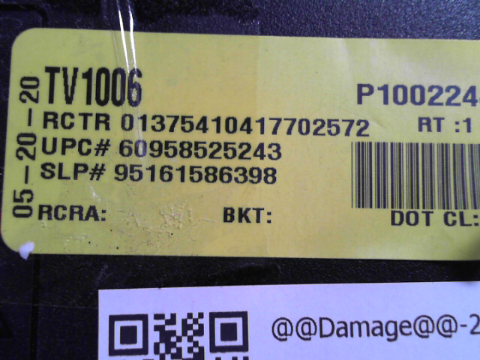 TV1006
P100224
RCTR 01375410417702572
RT :1
UPC# 60958525243
SLP# 95161586398
RCRA:
BKT:
DOT CL:
05-20-20
@@Damage@@-2